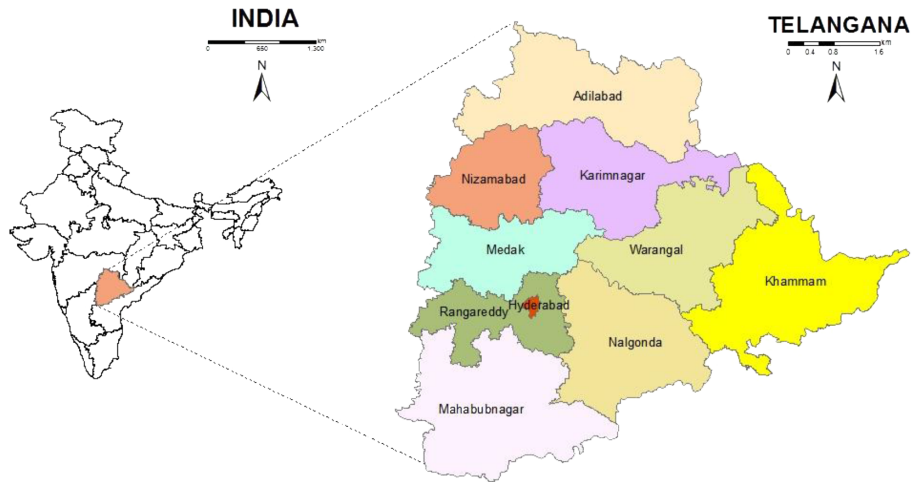 INDIA
0 650 1.300 km
N
TELANGANA
0 0.4 0.8 1.6 km
N
Adilabad
Nizamabad
Karimnagar
Medak
Warangal
Khammam
Rangareddy
Hyderabad
Nalgonda
Mahabubnagar